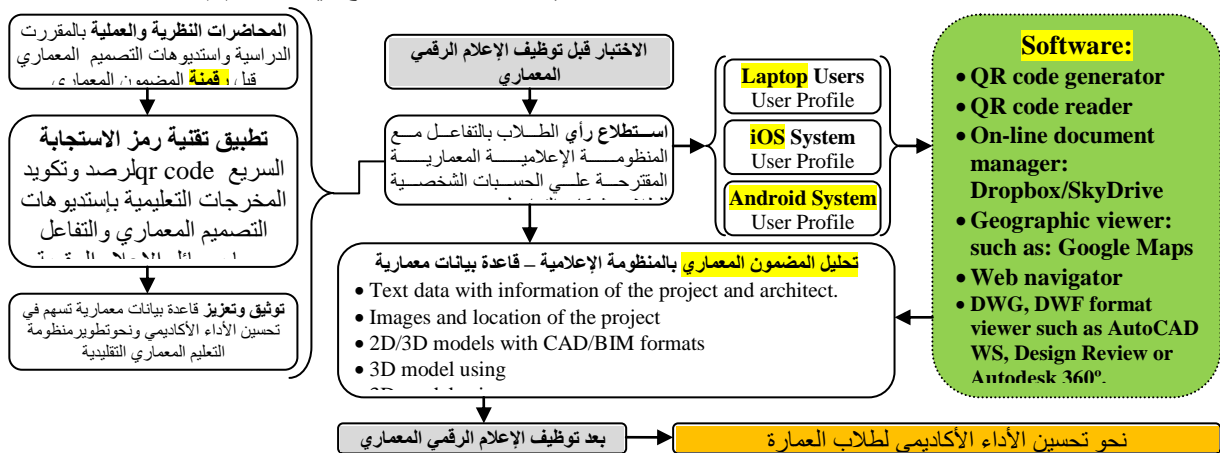 المحاضرات النظرية والعملية بالمقررت
الدراسية واستديوهات التصميم المعماري
قبل رقمنة المضمون المعماري
تطبيق تقنية رمز الاستجابة
السريع qr code لرصد وتكويد
المخرجات التعليمية بإستديوهات
التصميم المعماري والتفاعل
توثيق وتعزيز قاعدة بيانات معمارية تسهم في
تحسين الأداء الأكاديمي ونحوتطويرمنظومة
التعليم المعماري التقليدية
الاختبار قبل توظيف الإعلام الرقمي
المعماري
استطلاع رأي الطلاب بالتفاعل مع
المنظومة الإعلامية المعمارية
المقترحة علي الحسبات الشخصية
Laptop Users
User Profile
iOS System
User Profile
Android System
User Profile
Software:
• QR code generator
• QR code reader
• On-line document
manager:
Dropbox/SkyDrive
• Geographic viewer:
such as: Google Maps
• Web navigator
• DWG, DWF format
viewer such as AutoCAD
WS, Design Review or
Autodesk 360º.
تحليل المضمون المعماري بالمنظومة الإعلامية – قاعدة بيانات معمارية
• Text data with information of the project and architect.
• Images and location of the project
• 2D/3D models with CAD/BIM formats
• 3D model using
بعد توظيف الإعلام الرقمي المعماري
نحو تحسين الأداء الأكاديمي لطلاب العمارة